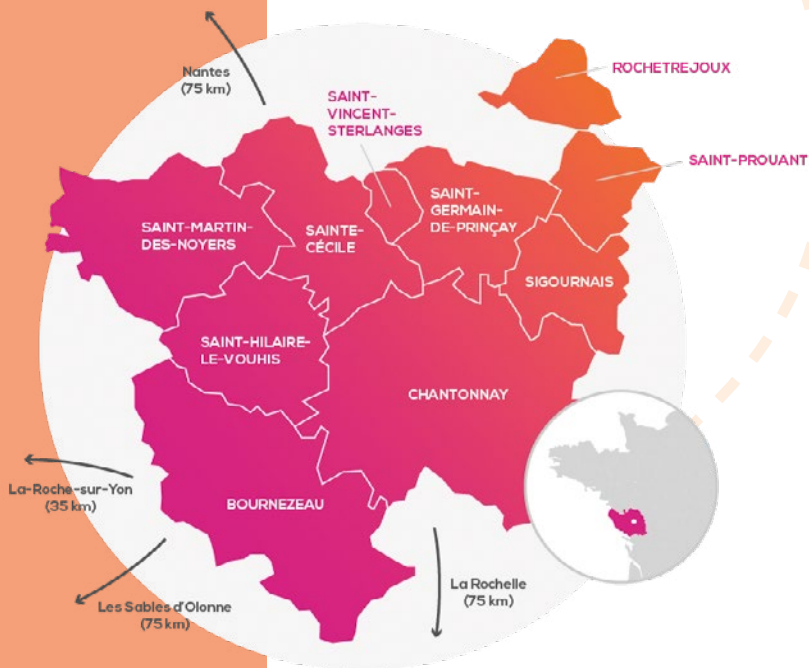 Nantes
(75 km)
ROCHETREJOUX
SAINT-
VINCENT-
STERLANGES
SAINT-PROUANT
SAINT-MARTIN-
DES-NOYERS
SAINTE-
CÉCILE
SAINT-
GERMAIN-
DE-PRINÇAY
SIGOURNAIS
SAINT-HILAIRE-
LE-VOUHIS
CHANTONNAY
BOURNEZEAU
La-Roche-sur-Yon
(35 km)
Les Sables d'Olonne
(75 km)
La Rochelle
(75 km)